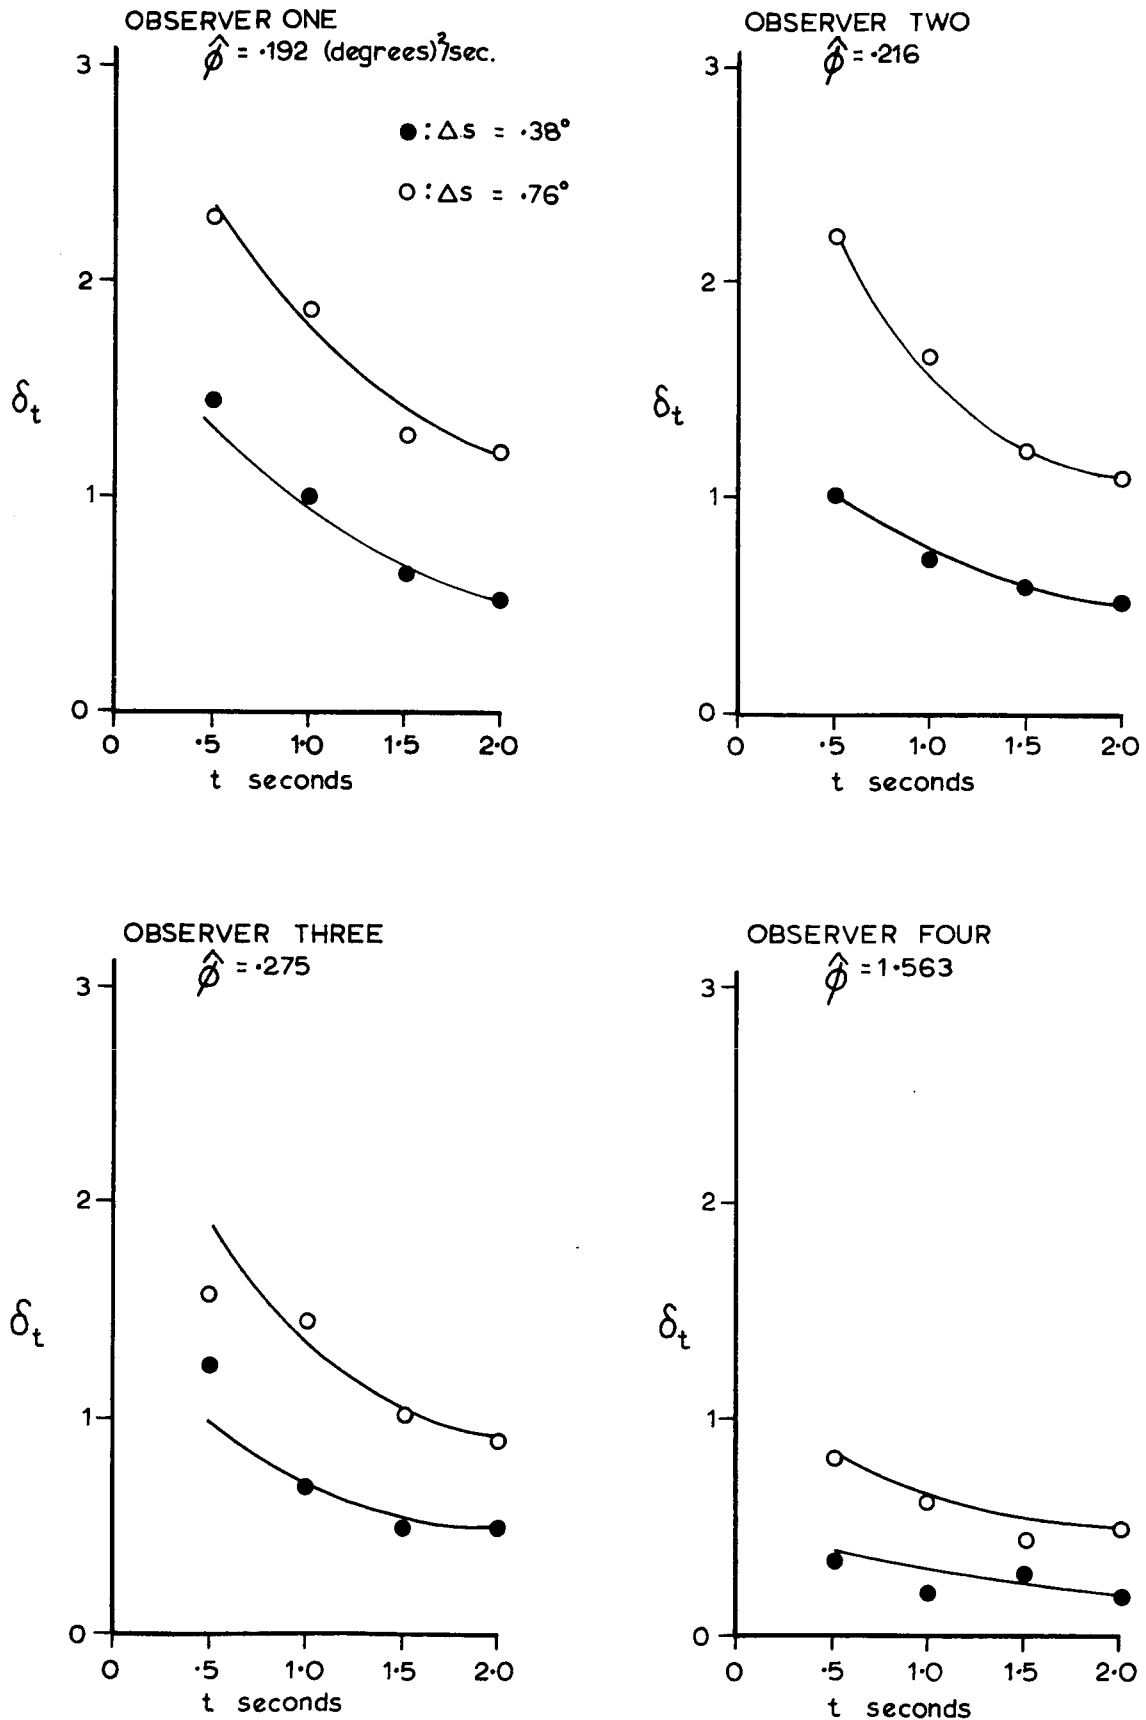 OBSERVER ONE
ϕ̂ = ·192 (degrees)²/sec.
● : Δs = ·38°
○ : Δs = ·76°
3
2
1
0
δt
0 ·5 1·0 1·5 2·0
t seconds
OBSERVER TWO
ϕ̂ = ·216
3
2
1
0
δt
0 ·5 1·0 1·5 2·0
t seconds
OBSERVER THREE
ϕ̂ = ·275
3
2
1
0
δt
0 ·5 1·0 1·5 2·0
t seconds
OBSERVER FOUR
ϕ̂ = 1·563
3
2
1
0
δt
0 ·5 1·0 1·5 2·0
t seconds